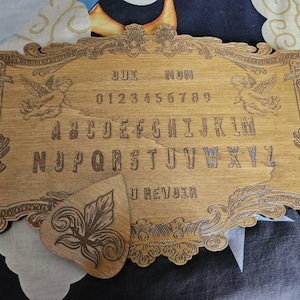 OUI NON
0123456789
ABCDEFGHIJKLM
NOPQRSTUVWXYZ
U REVOIR